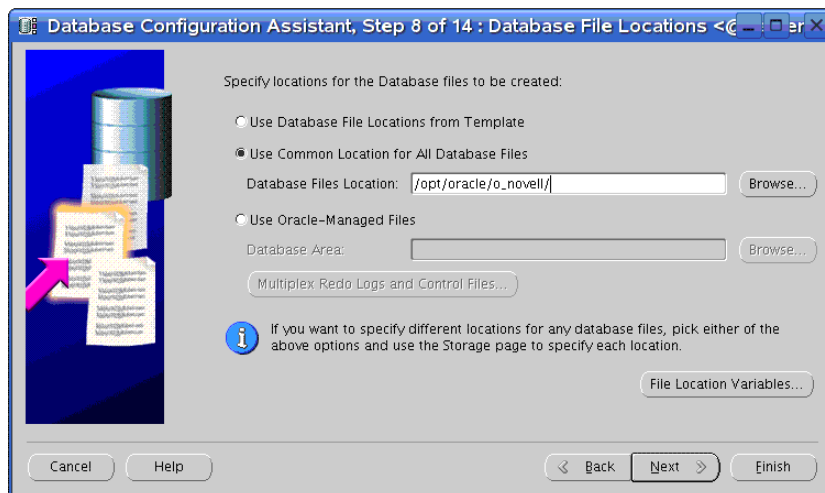 Database Configuration Assistant, Step 8 of 14 : Database File Locations <@
Specify locations for the Database files to be created:
Use Database File Locations from Template
Use Common Location for All Database Files
Database Files Location: /opt/oracle/o_novell/ Browse...
Use Oracle-Managed Files
Database Area: Browse...
Multiplex Redo Logs and Control Files...
If you want to specify different locations for any database files, pick either of the
above options and use the Storage page to specify each location.
File Location Variables...
Cancel Help Back Next Finish